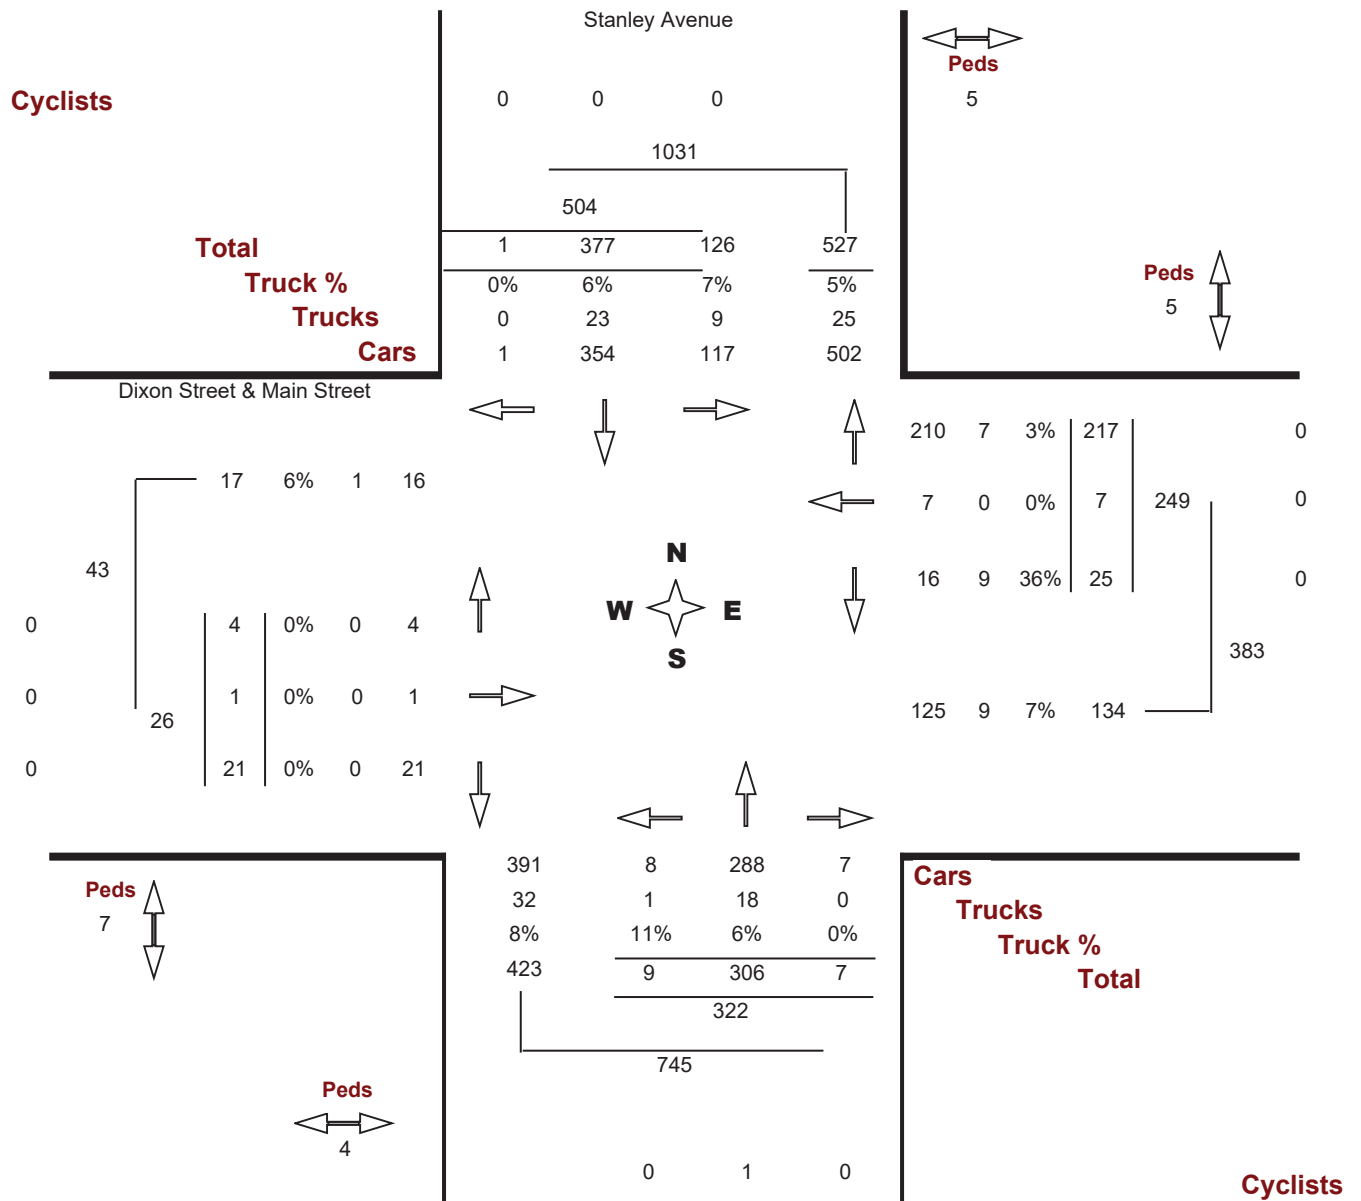 Stanley Avenue
Peds
5
Cyclists 0 0 0
1031
504
Total 1 377 126 527
Truck % 0% 6% 7% 5%
Trucks 0 23 9 25
Cars 1 354 117 502
Peds
5
Dixon Street & Main Street
210 7 3% 217 0
17 6% 1 16
7 0 0% 7 249 0
43
16 9 36% 25 0
N
W E
S
0 4 0% 0 4
383
0 1 0% 0 1
26
125 9 7% 134
0 21 0% 0 21
391 8 288 7 Cars
32 1 18 0 Trucks
8% 11% 6% 0% Truck %
423 9 306 7 Total
Peds
7
322
745
Peds
4
0 1 0
Cyclists